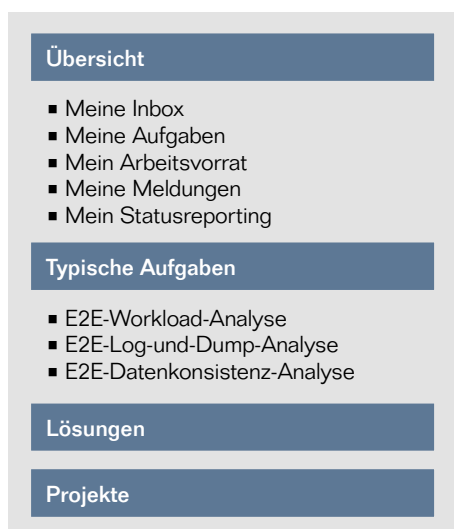 Übersicht
▪ Meine Inbox
▪ Meine Aufgaben
▪ Mein Arbeitsvorrat
▪ Meine Meldungen
▪ Mein Statusreporting
Typische Aufgaben
▪ E2E-Workload-Analyse
▪ E2E-Log-und-Dump-Analyse
▪ E2E-Datenkonsistenz-Analyse
Lösungen
Projekte